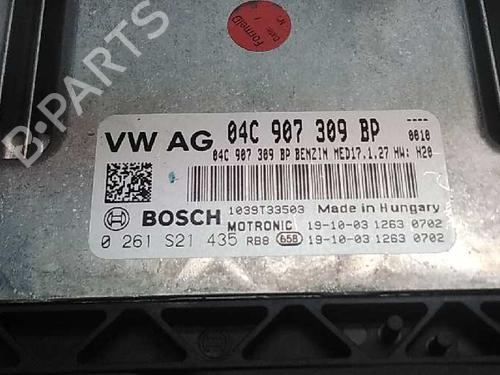 FormelD
Date: /
N°
VW AG 04C 907 309 BP 0010
04C 907 309 BP BENZIN MED17.1.27 HW: H20
BOSCH 1039T33503 Made in Hungary
MOTRONIC 19-10-03 1263 0702
0 261 S21 435 RB8 65B 19-10-03 1263 0702
B-PARTS